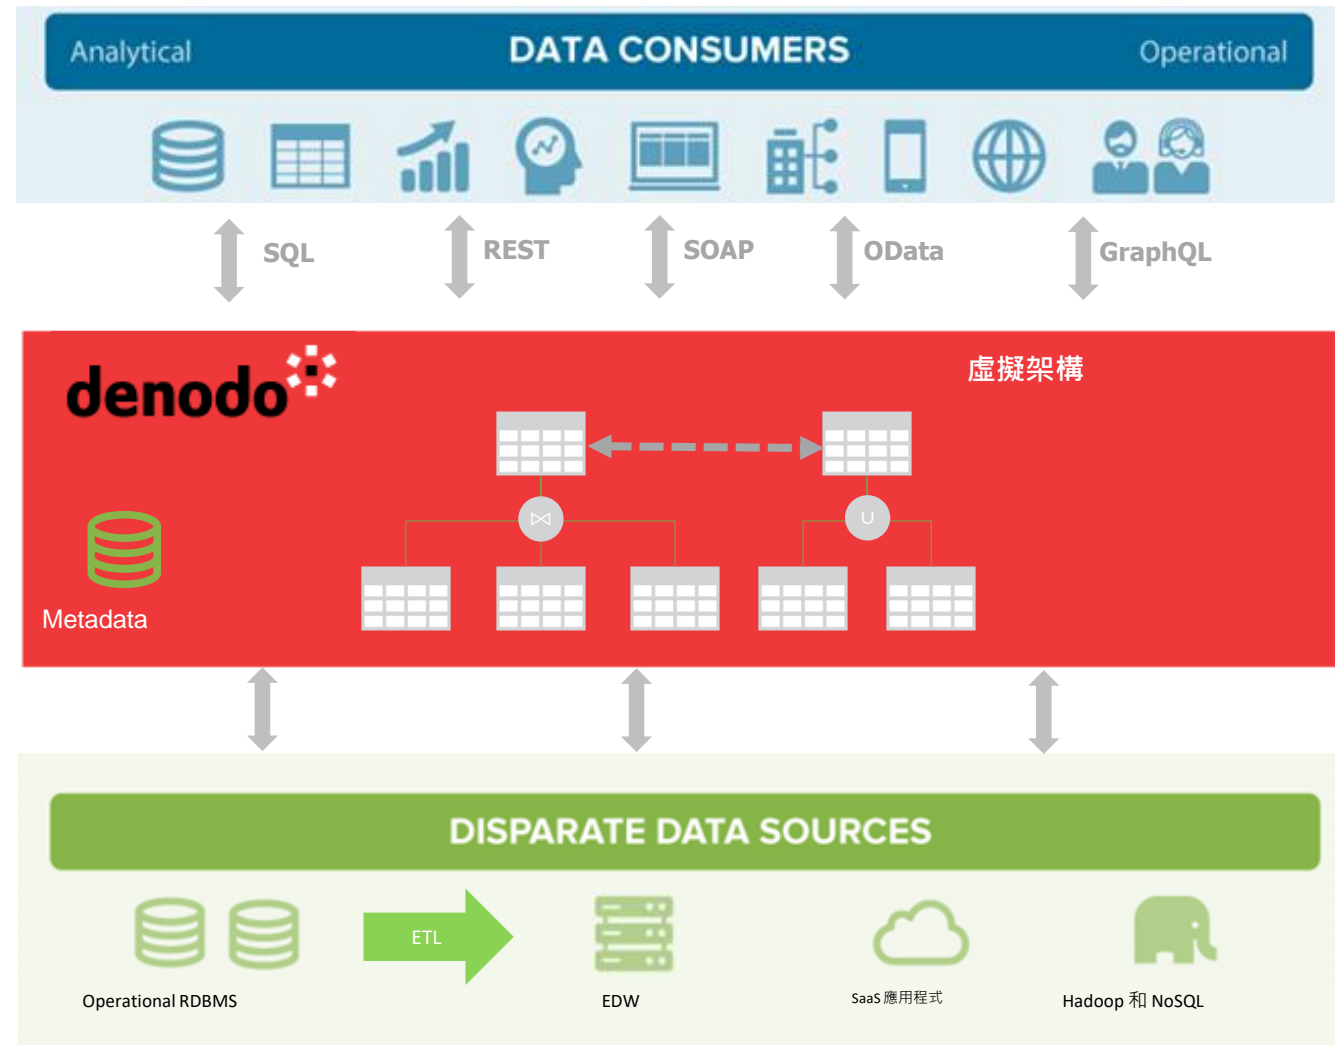 Analytical
DATA CONSUMERS
Operational
SQL
REST
SOAP
OData
GraphQL
denodo
虛擬架構
⋈
U
Metadata
DISPARATE DATA SOURCES
ETL
Operational RDBMS
EDW
SaaS 應用程式
Hadoop 和 NoSQL